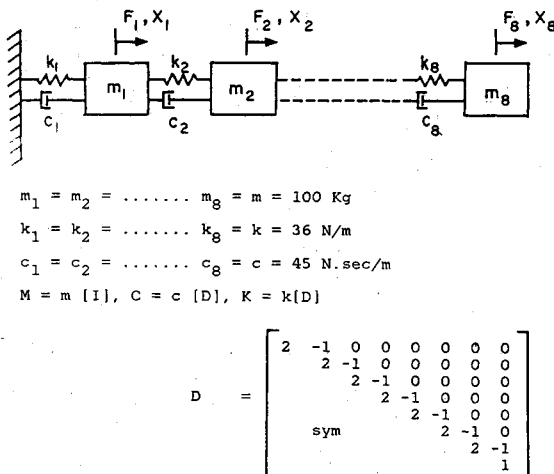 F₁, X₁ F₂, X₂ F₈, X₈
k₁ k₂ k₈
m₁ m₂ m₈
c₁ c₂ c₈
m₁ = m₂ = ....... m₈ = m = 100 Kg
k₁ = k₂ = ....... k₈ = k = 36 N/m
c₁ = c₂ = ....... c₈ = c = 45 N.sec/m
M = m [I], C = c [D], K = k[D]
2 -1 0 0 0 0 0 0
2 -1 0 0 0 0 0
2 -1 0 0 0 0
D = 2 -1 0 0 0
2 -1 0 0
sym 2 -1 0
2 -1
1